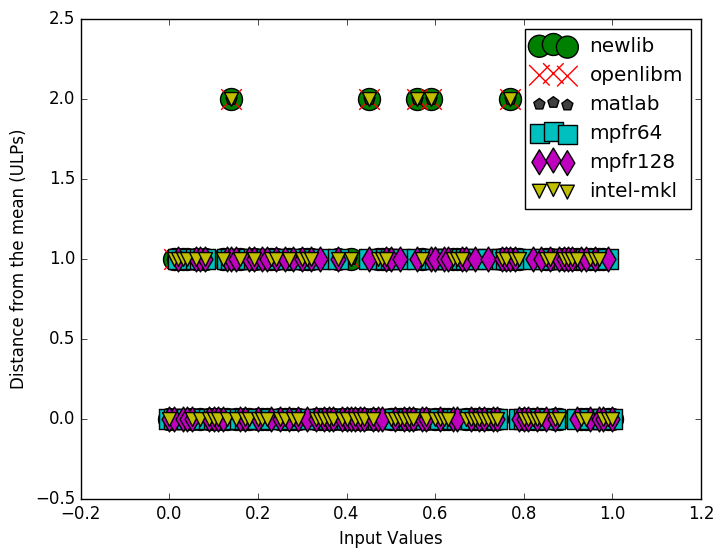 2.5
2.0
1.5
1.0
0.5
0.0
−0.5
Distance from the mean (ULPs)
newlib
openlibm
matlab
mpfr64
mpfr128
intel-mkl
−0.2 0.0 0.2 0.4 0.6 0.8 1.0 1.2
Input Values